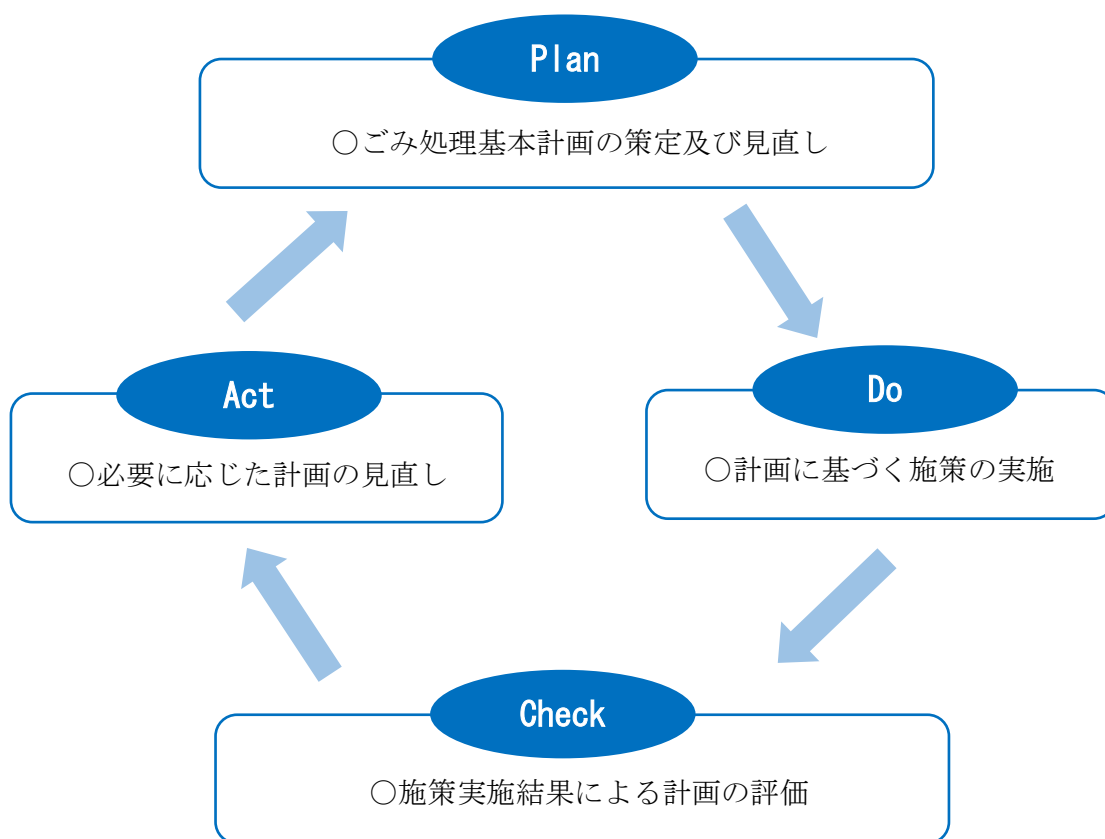 Plan
○ごみ処理基本計画の策定及び見直し
Act
○必要に応じた計画の見直し
Do
○計画に基づく施策の実施
Check
○施策実施結果による計画の評価